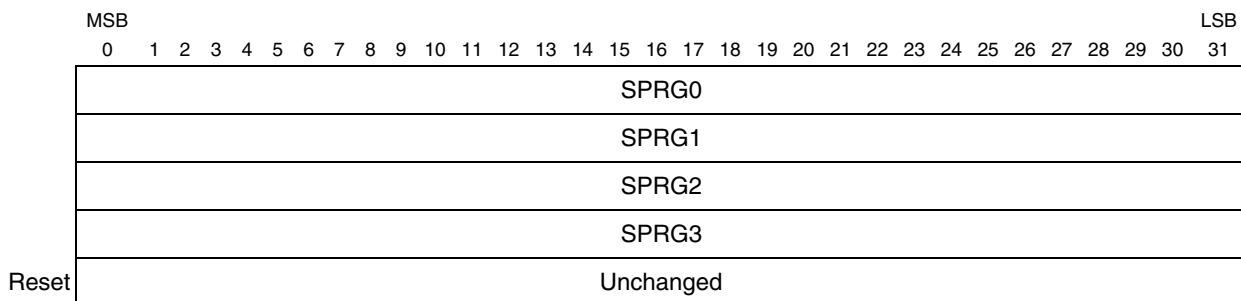 MSB LSB
0 1 2 3 4 5 6 7 8 9 10 11 12 13 14 15 16 17 18 19 20 21 22 23 24 25 26 27 28 29 30 31
SPRG0
SPRG1
SPRG2
SPRG3
Reset Unchanged